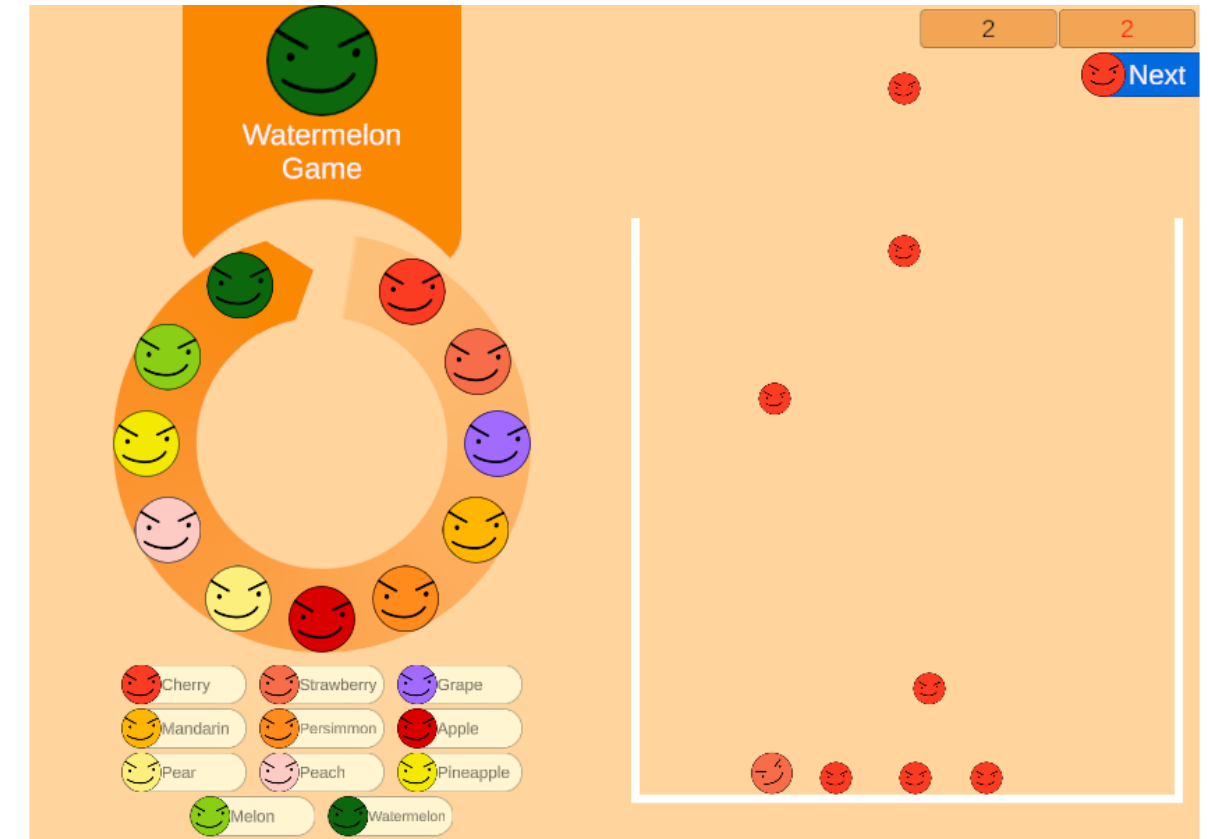 Watermelon
Game
2 2
Next
Cherry Strawberry Grape
Mandarin Persimmon Apple
Pear Peach Pineapple
Melon Watermelon